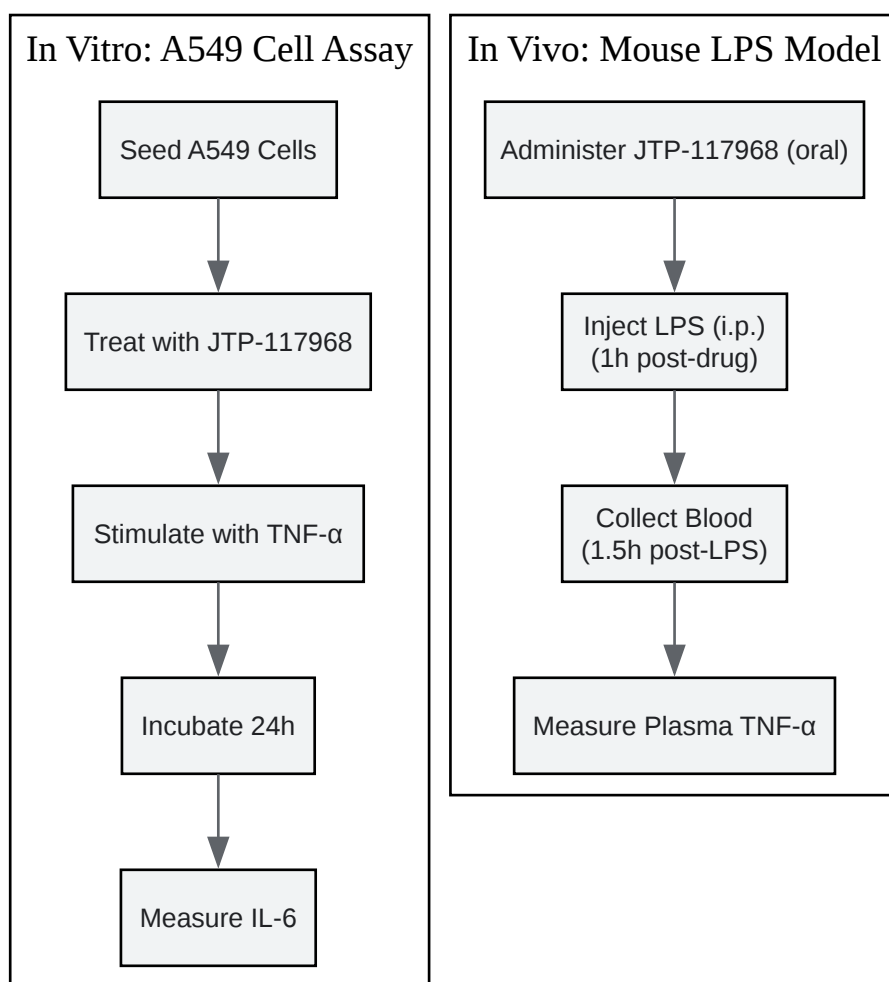 In Vitro: A549 Cell Assay
Seed A549 Cells
Treat with JTP-117968
Stimulate with TNF-α
Incubate 24h
Measure IL-6
In Vivo: Mouse LPS Model
Administer JTP-117968 (oral)
Inject LPS (i.p.)
(1h post-drug)
Collect Blood
(1.5h post-LPS)
Measure Plasma TNF-α